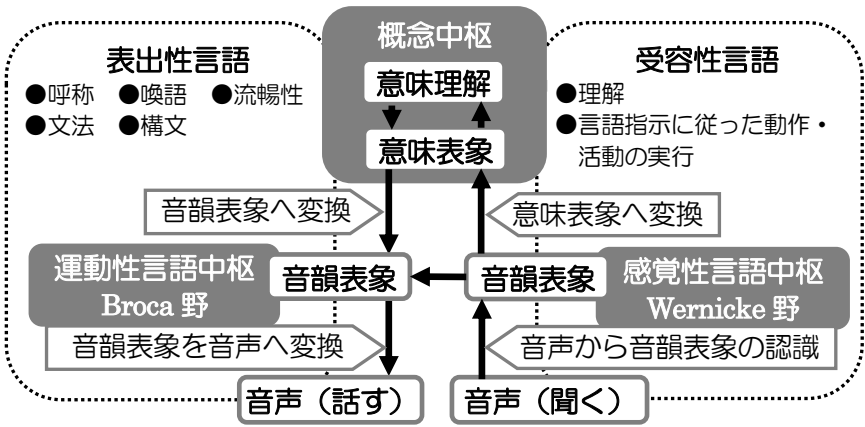 概念中枢
意味理解
意味表象
表出性言語
●呼称 ●喚語 ●流暢性
●文法 ●構文
受容性言語
●理解
●言語指示に従った動作・
活動の実行
音韻表象へ変換
意味表象へ変換
運動性言語中枢
Broca 野
音韻表象
音韻表象
感覚性言語中枢
Wernicke 野
音韻表象を音声へ変換
音声から音韻表象の認識
音声（話す）
音声（聞く）